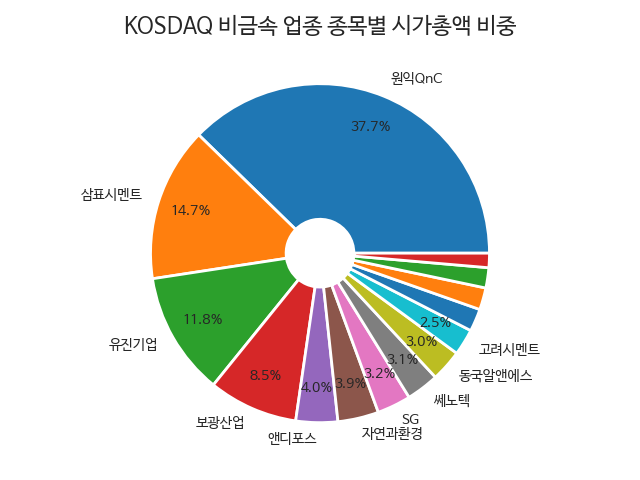 KOSDAQ 비금속 업종 종목별 시가총액 비중
원익QnC
37.7%
삼표시멘트
14.7%
유진기업
11.8%
보광산업
8.5%
앤디포스
4.0%
자연과환경
3.9%
SG
3.2%
쎄노텍
3.1%
동국알앤에스
3.0%
고려시멘트
2.5%